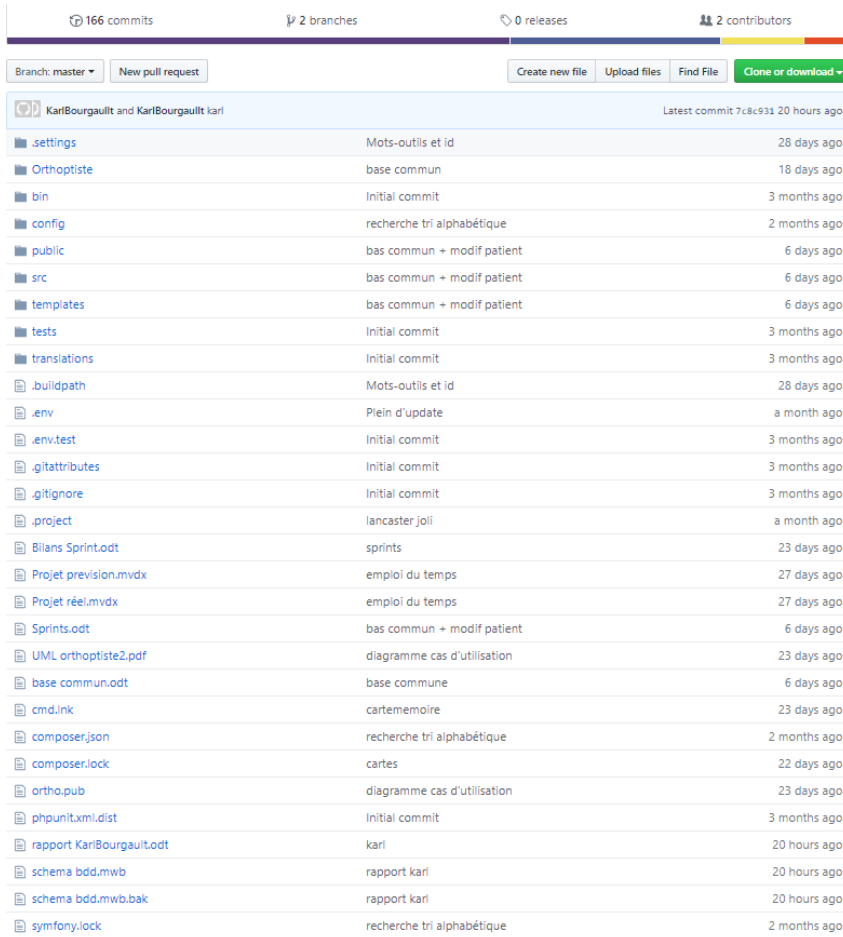 166 commits 2 branches 0 releases 2 contributors
Branch: master New pull request Create new file Upload files Find File Clone or download
KarlBourgaullt and KarlBourgaullt karl Latest commit 7c8c931 20 hours ago
.settings Mots-outils et id 28 days ago
Orthoptiste base commun 18 days ago
bin Initial commit 3 months ago
config recherche tri alphabétique 2 months ago
public bas commun + modif patient 6 days ago
src bas commun + modif patient 6 days ago
templates bas commun + modif patient 6 days ago
tests Initial commit 3 months ago
translations Initial commit 3 months ago
.buildpath Mots-outils et id 28 days ago
.env Plein d'update a month ago
.env.test Initial commit 3 months ago
.gitattributes Initial commit 3 months ago
.gitignore Initial commit 3 months ago
.project lancaster joli a month ago
Bilans Sprint.odt sprints 23 days ago
Projet prevision.mvdx emploi du temps 27 days ago
Projet réel.mvdx emploi du temps 27 days ago
Sprints.odt bas commun + modif patient 6 days ago
UML orthoptiste2.pdf diagramme cas d'utilisation 23 days ago
base commun.odt base commune 6 days ago
cmd.lnk cartememoire 23 days ago
composer.json recherche tri alphabétique 2 months ago
composer.lock cartes 22 days ago
ortho.pub diagramme cas d'utilisation 23 days ago
phpunit.xml.dist Initial commit 3 months ago
rapport KarlBourgault.odt karl 20 hours ago
schema bdd.mwb rapport karl 20 hours ago
schema bdd.mwb.bak rapport karl 20 hours ago
symfony.lock recherche tri alphabétique 2 months ago